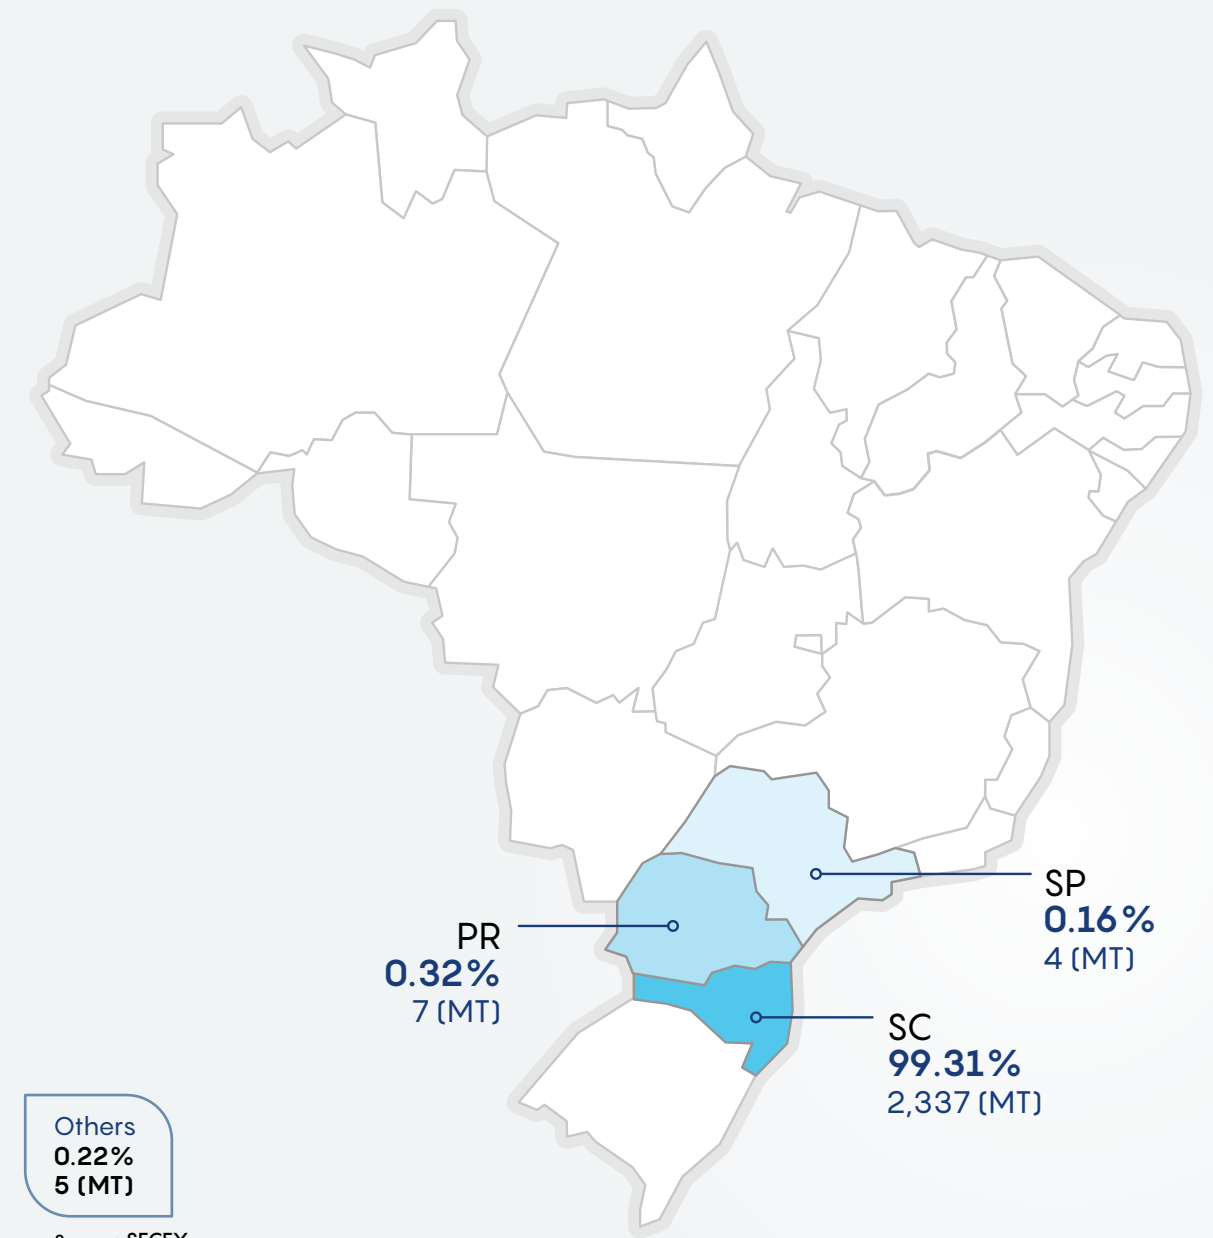 SP
0.16%
4 (MT)
PR
0.32%
7 (MT)
SC
99.31%
2,337 (MT)
Others
0.22%
5 (MT)
SECEX